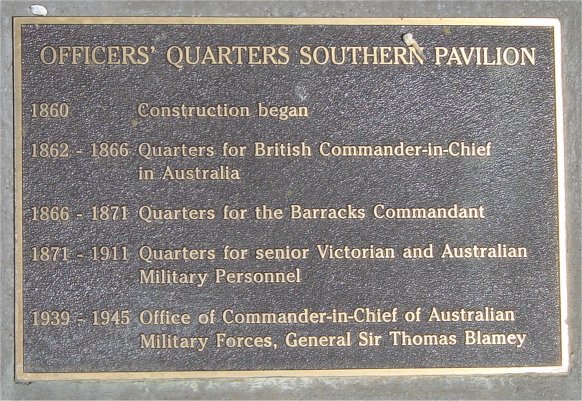 OFFICERS' QUARTERS SOUTHERN PAVILION
1860 Construction began
1862 - 1866 Quarters for British Commander-in-Chief
in Australia
1866 - 1871 Quarters for the Barracks Commandant
1871 - 1911 Quarters for senior Victorian and Australian
Military Personnel
1939 - 1945 Office of Commander-in-Chief of Australian
Military Forces, General Sir Thomas Blamey